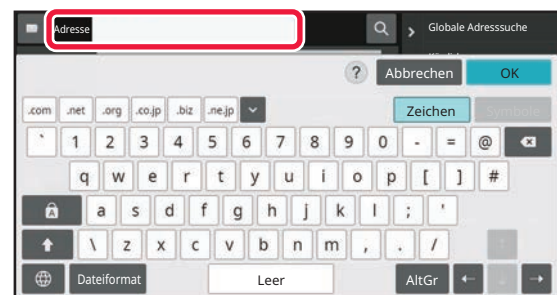 Adresse
Globale Adresssuche
? Abbrechen OK
.com .net .org .co.jp .biz .ne.jp Zeichen Symbole
` 1 2 3 4 5 6 7 8 9 0 - = @
q w e r t y u i o p [ ] #
A a s d f g h j k l ; '
\ z x c v b n m , . /
Dateiformat Leer AltGr